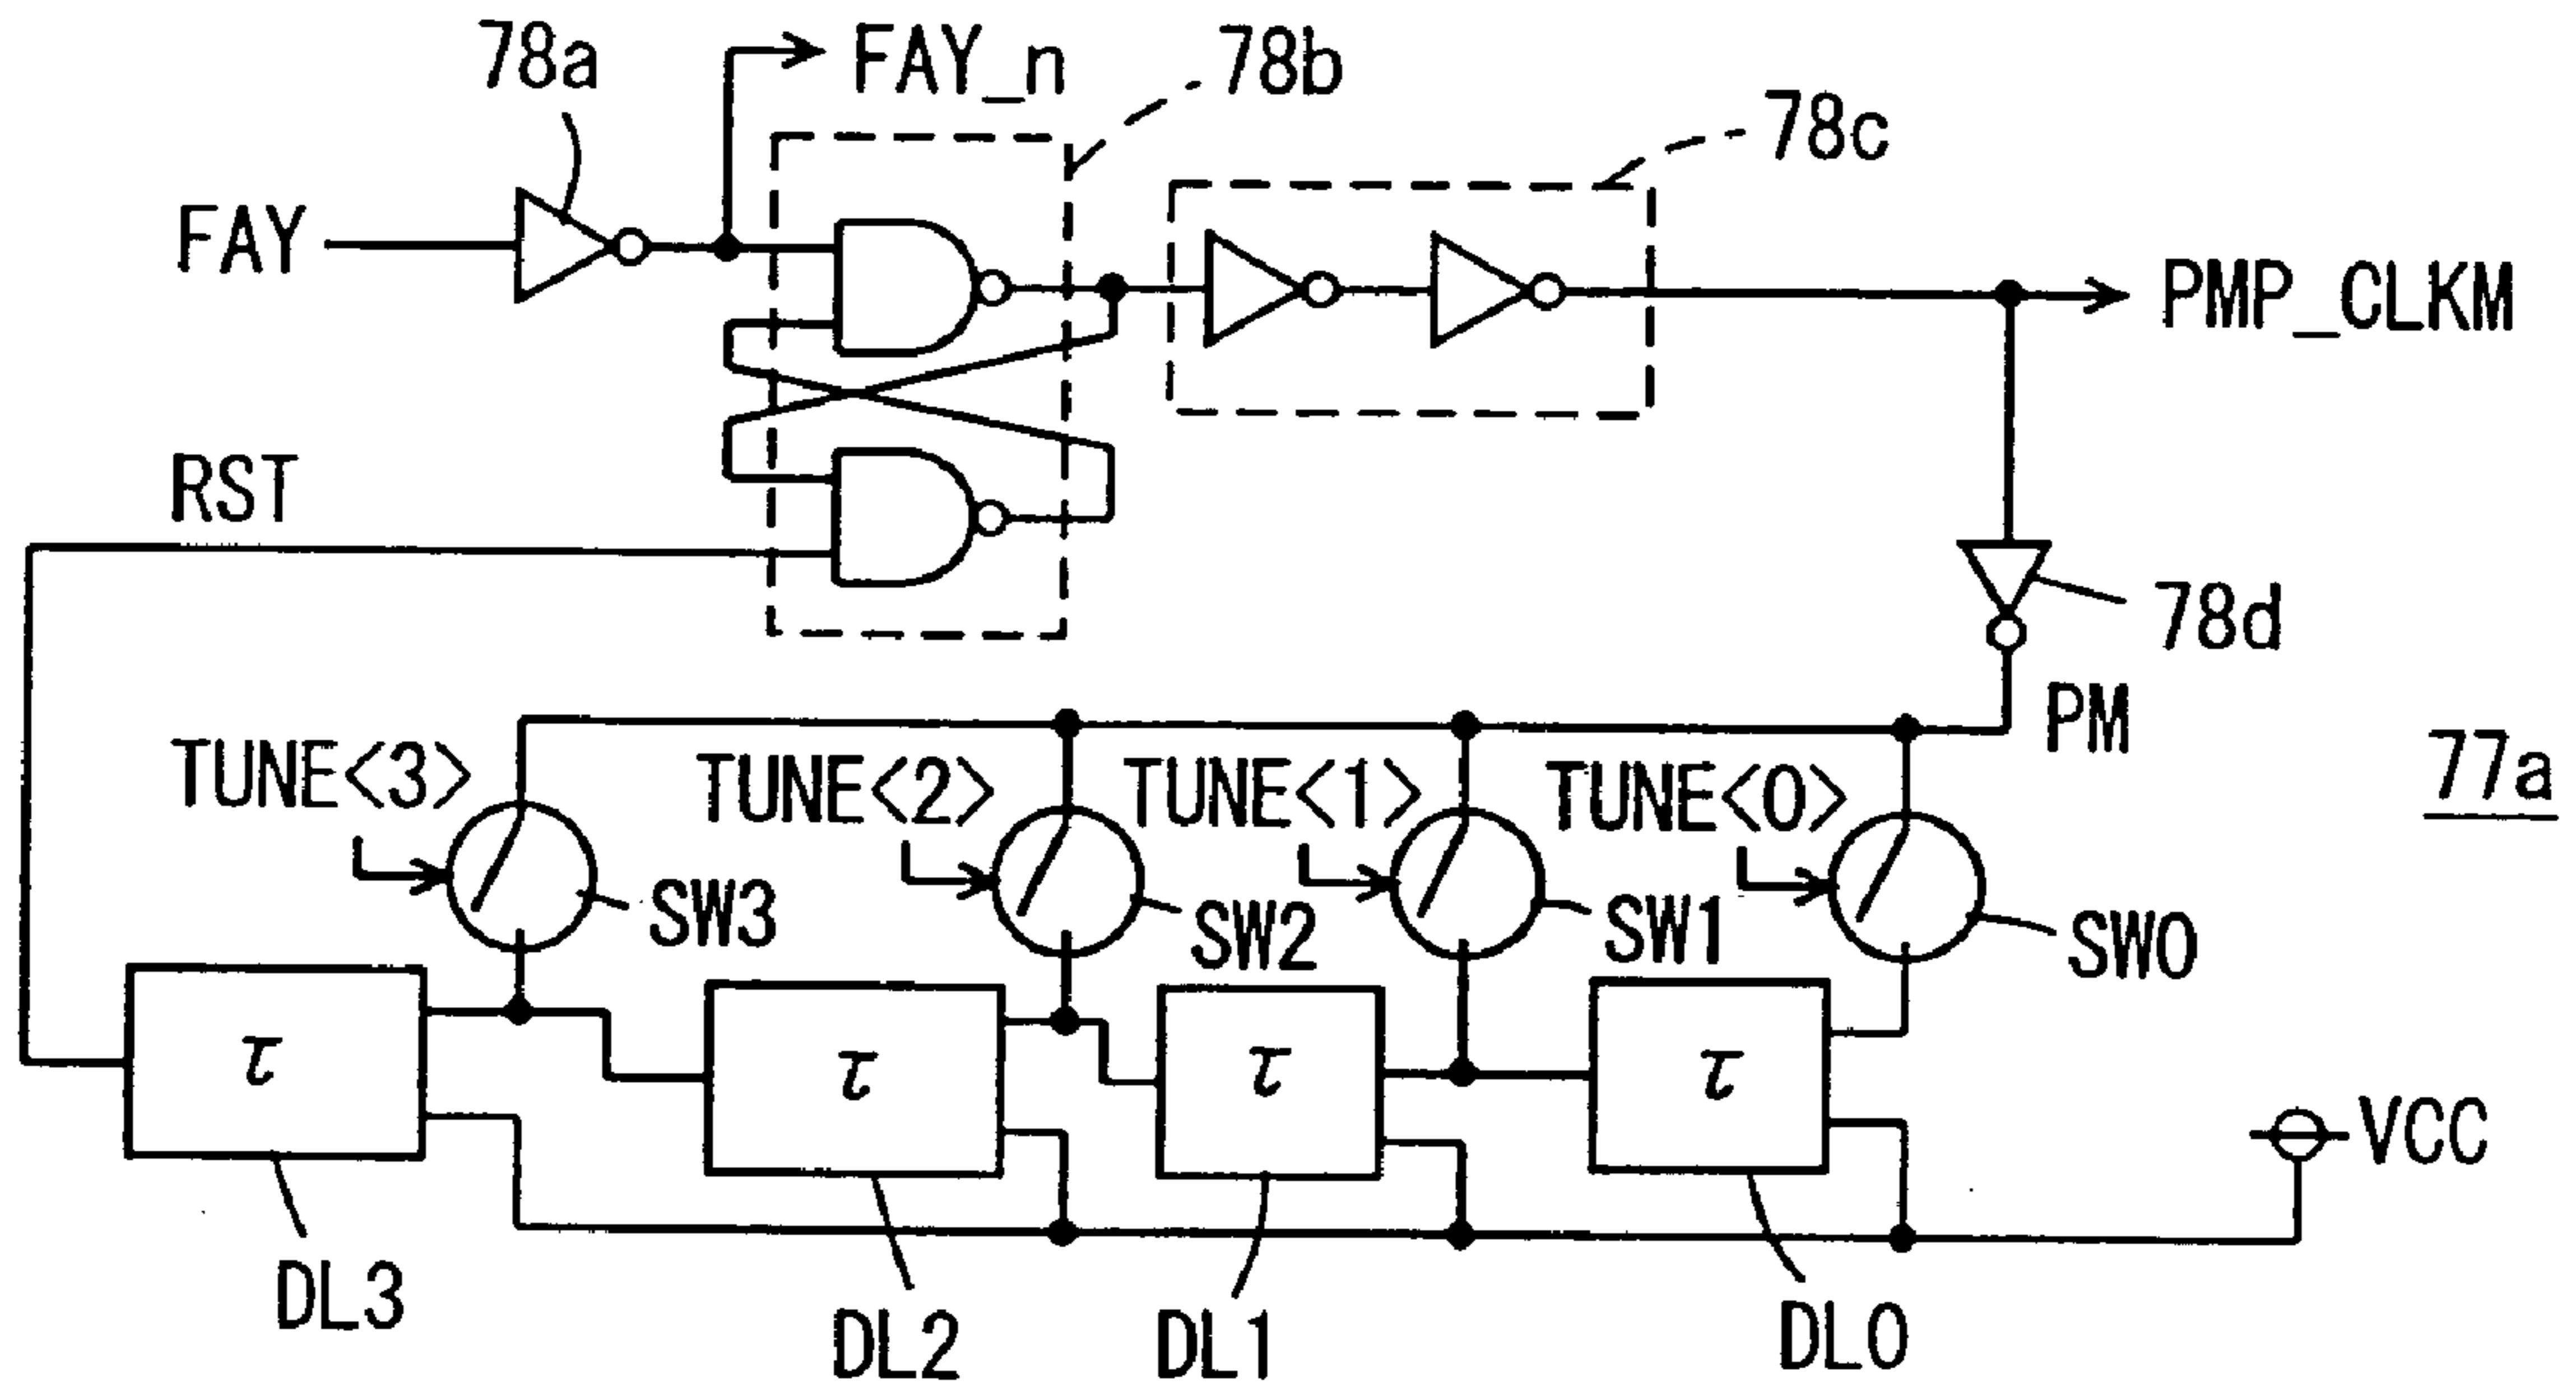 78a
FAY_n
78b
78c
FAY
PMP_CLKM
RST
78d
PM
TUNE<3>
TUNE<2>
TUNE<1>
TUNE<0>
77a
SW3
SW2
SW1
SW0
τ
τ
τ
τ
VCC
DL3
DL2
DL1
DL0